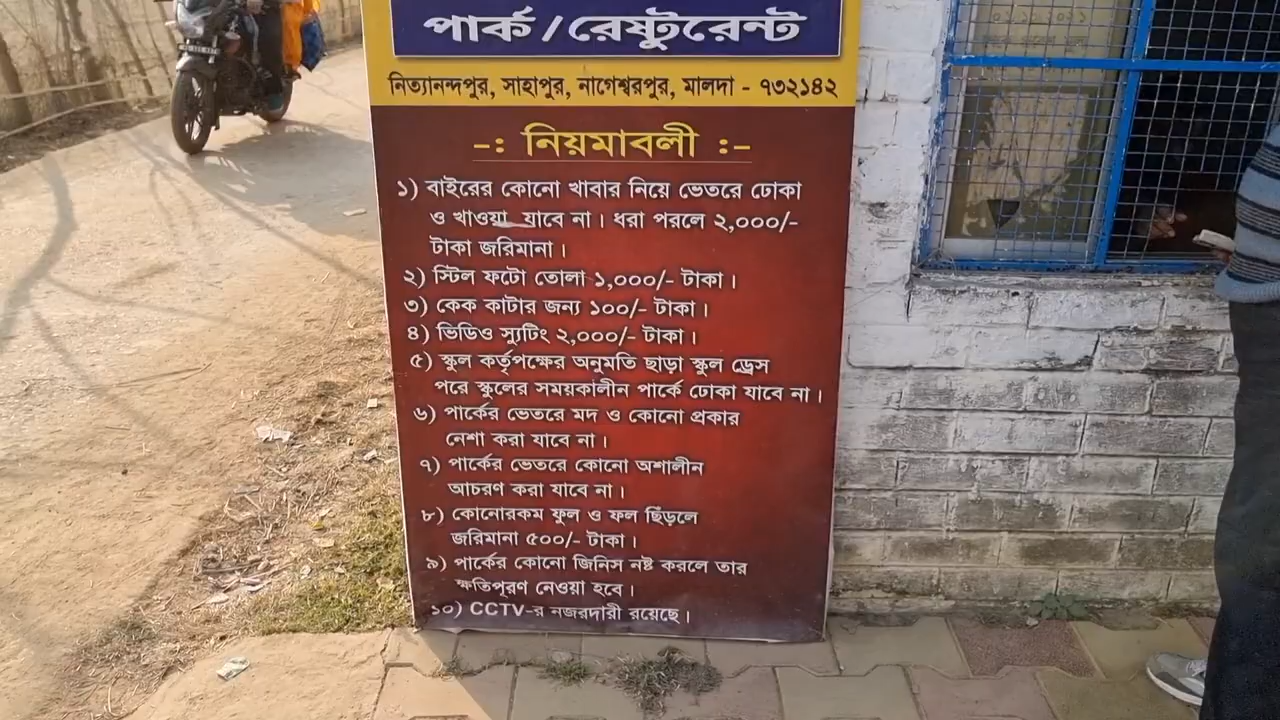 পার্ক / রেষ্টুরেন্ট
নিত্যানন্দপুর, সাহাপুর, নাগেশ্বরপুর, মালদা - ৭৩২১৪২
-: নিয়মাবলী :-
১) বাইরের কোনো খাবার নিয়ে ভেতরে ঢোকা
ও খাওয়া যাবে না। ধরা পরলে ২,০০০/-
টাকা জরিমানা।
২) স্টিল ফটো তোলা ১,০০০/- টাকা।
৩) কেক কাটার জন্য ১০০/- টাকা।
৪) ভিডিও স্যুটিং ২,০০০/- টাকা।
৫) স্কুল কর্তৃপক্ষের অনুমতি ছাড়া স্কুল ড্রেস
পরে স্কুলের সময়কালীন পার্কে ঢোকা যাবে না।
৬) পার্কের ভেতরে মদ ও কোনো প্রকার
নেশা করা যাবে না।
৭) পার্কের ভেতরে কোনো অশালীন
আচরণ করা যাবে না।
৮) কোনোরকম ফুল ও ফল ছিঁড়লে
জরিমানা ৫০০/- টাকা।
৯) পার্কের কোনো জিনিস নষ্ট করলে তার
ক্ষতিপূরণ নেওয়া হবে।
১০) CCTV-র নজরদারী রয়েছে।